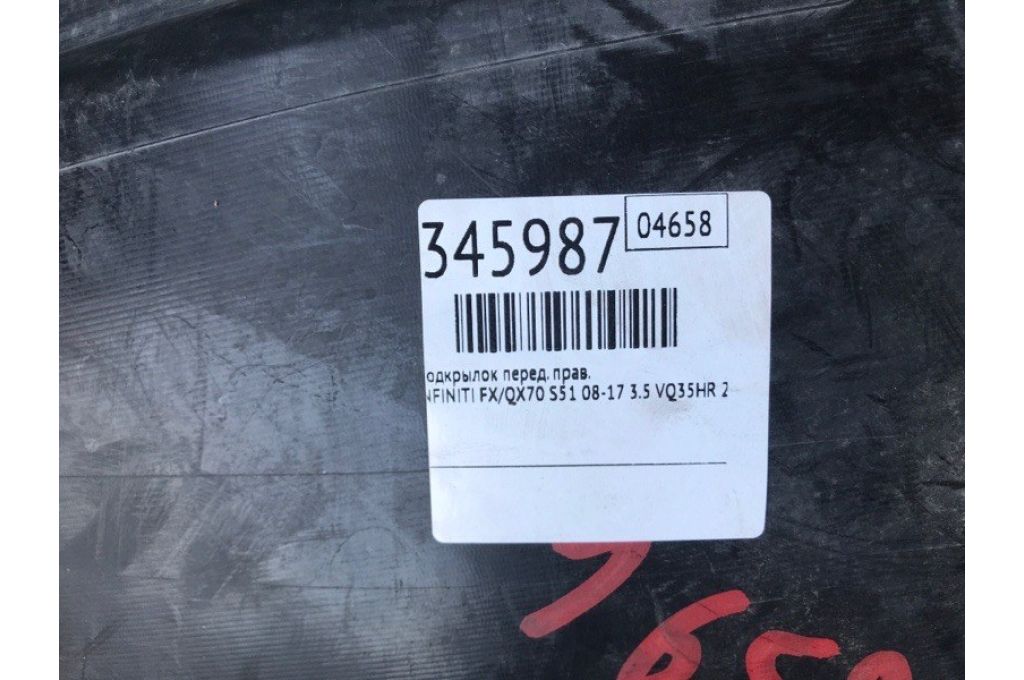 345987 04658
одкрылок перед. прав.
NFINITI FX/QX70 S51 08-17 3.5 VQ35HR 2